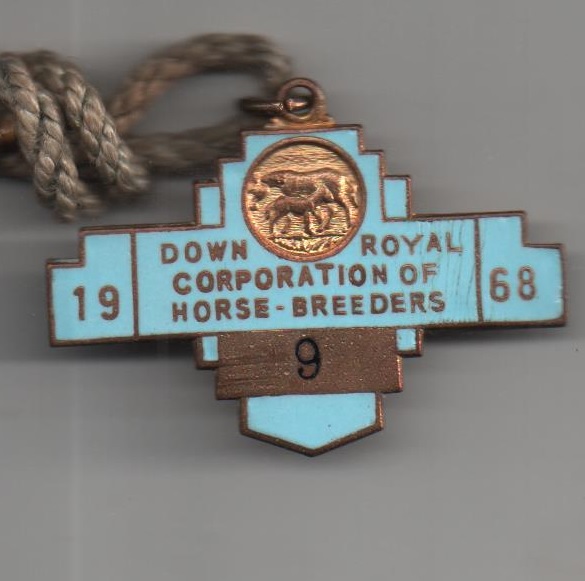 DOWN ROYAL
CORPORATION OF
HORSE-BREEDERS
19 68
9